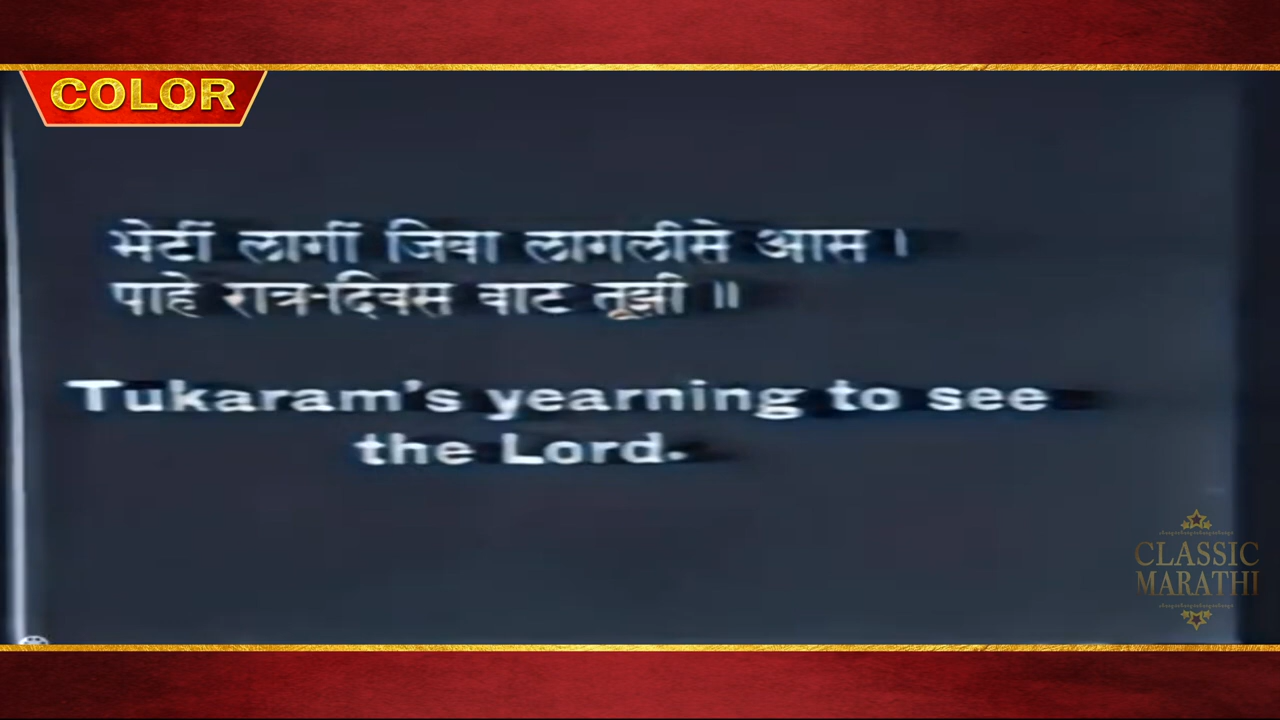 COLOR
भेटीं लागीं जिवा लागलीसे आस ।
पाहे रात्र-दिवस वाट तूझी ॥
Tukaram's yearning to see
the Lord.
CLASSIC
MARATHI